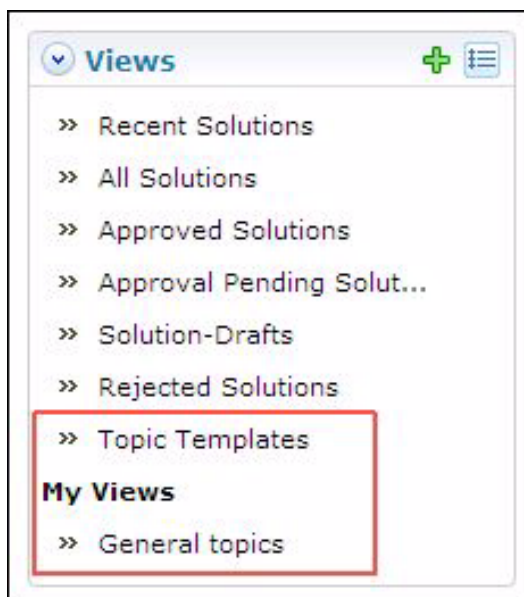 Views
» Recent Solutions
» All Solutions
» Approved Solutions
» Approval Pending Solut...
» Solution-Drafts
» Rejected Solutions
» Topic Templates
My Views
» General topics